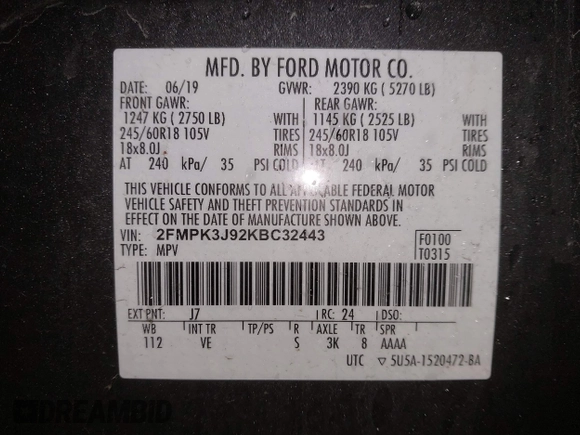 MFD. BY FORD MOTOR CO.
DATE: 06/19 GVWR: 2390 KG ( 5270 LB)
FRONT GAWR: REAR GAWR:
1247 KG ( 2750 LB) WITH 1145 KG ( 2525 LB) WITH
245/60R18 105V TIRES 245/60R18 105V TIRES
18x8.0J RIMS 18x8.0J RIMS
AT 240 kPa/ 35 PSI COLD AT 240 kPa/ 35 PSI COLD
THIS VEHICLE CONFORMS TO ALL APPLICABLE FEDERAL MOTOR
VEHICLE SAFETY AND THEFT PREVENTION STANDARDS IN
EFFECT ON THE DATE OF MANUFACTURE SHOWN ABOVE.
VIN: 2FMPK3J92KBC32443 F0100
TYPE: MPV T0315
EXT PNT: J7 RC: 24 DSO:
WB INT TR TP/PS R AXLE TR SPR
112 VE S 3K 8 AAAA
UTC ▽ 5U5A-1520472-BA
DREAMBID